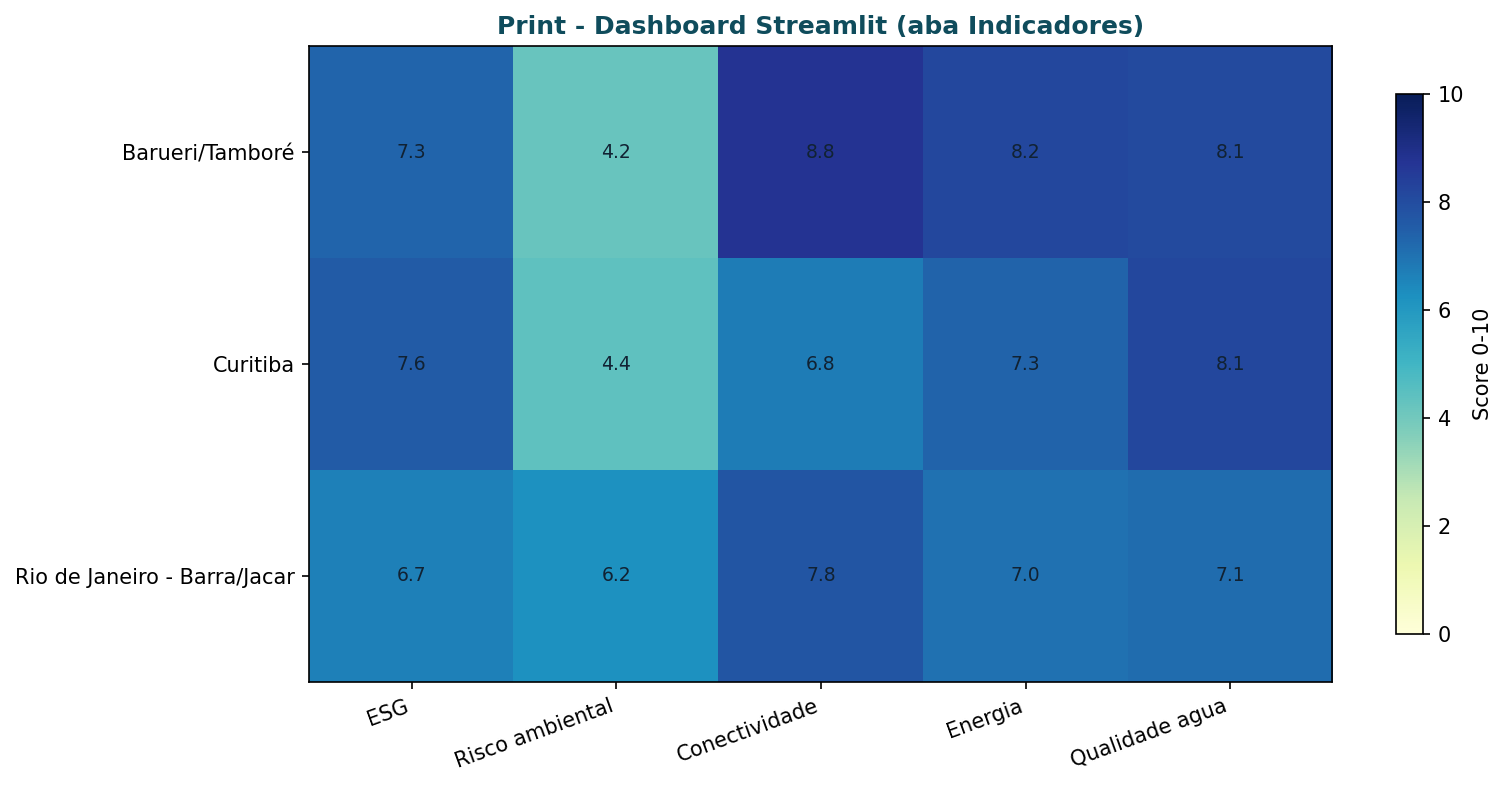 Print - Dashboard Streamlit (aba Indicadores)
Barueri/Tamboré
7.3 4.2 8.8 8.2 8.1
Curitiba
7.6 4.4 6.8 7.3 8.1
Rio de Janeiro - Barra/Jacar
6.7 6.2 7.8 7.0 7.1
ESG
Risco ambiental
Conectividade
Energia
Qualidade agua
10
8
6
4
2
0
Score 0-10